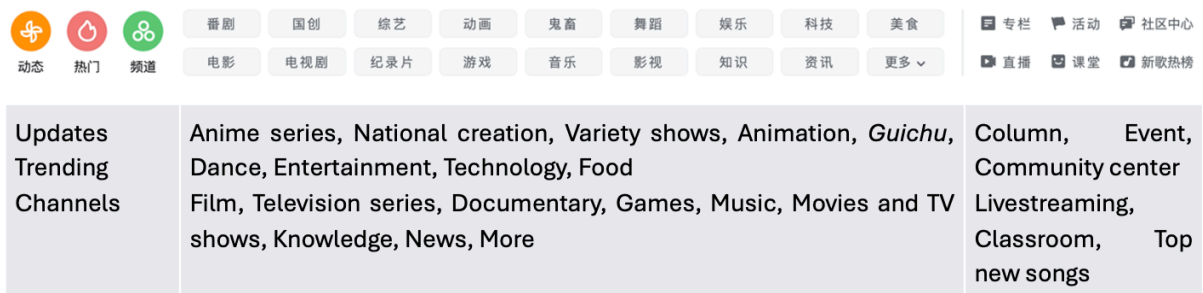 番剧 国创 综艺 动画 鬼畜 舞蹈 娱乐 科技 美食
电影 电视剧 纪录片 游戏 音乐 影视 知识 资讯 更多
动态 热门 频道
专栏 活动 社区中心
直播 课堂 新歌热榜
Updates
Trending
Channels
Anime series, National creation, Variety shows, Animation, Guichu,
Dance, Entertainment, Technology, Food
Film, Television series, Documentary, Games, Music, Movies and TV
shows, Knowledge, News, More
Column, Event,
Community center
Livestreaming,
Classroom, Top
new songs